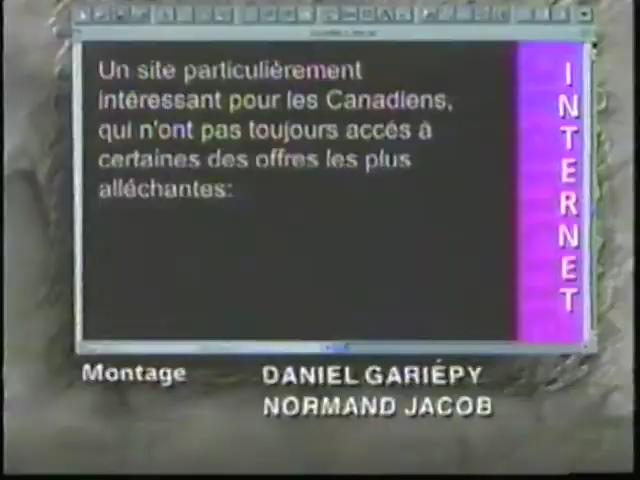 Un site particulièrement
intéressant pour les Canadiens,
qui n'ont pas toujours accés à
certaines des offres les plus
alléchantes:
INTERNET
Montage DANIEL GARIÉPY
NORMAND JACOB